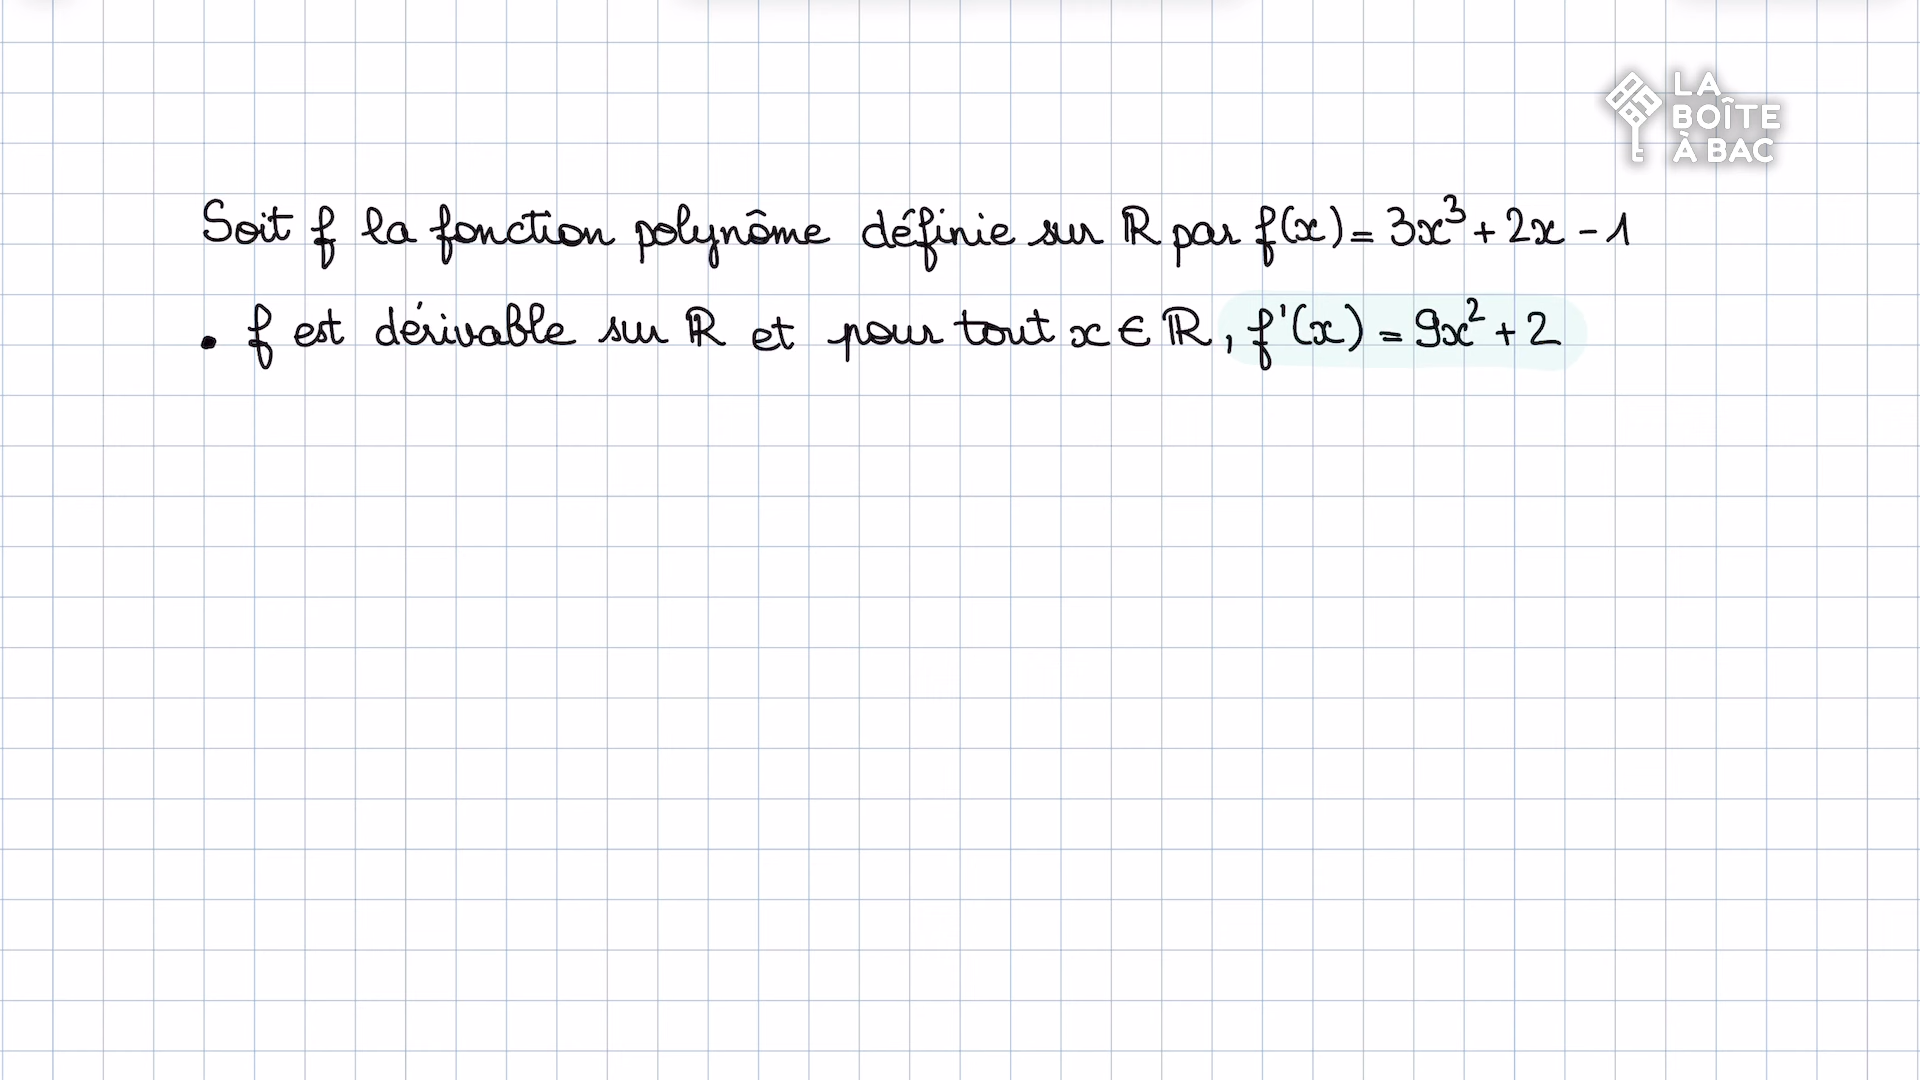 LA
BOÎTE
À BAC
Soit f la fonction polynôme définie sur ℝ par f(x) = 3x³ + 2x - 1
• f est dérivable sur ℝ et pour tout x ∈ ℝ, f'(x) = 9x² + 2